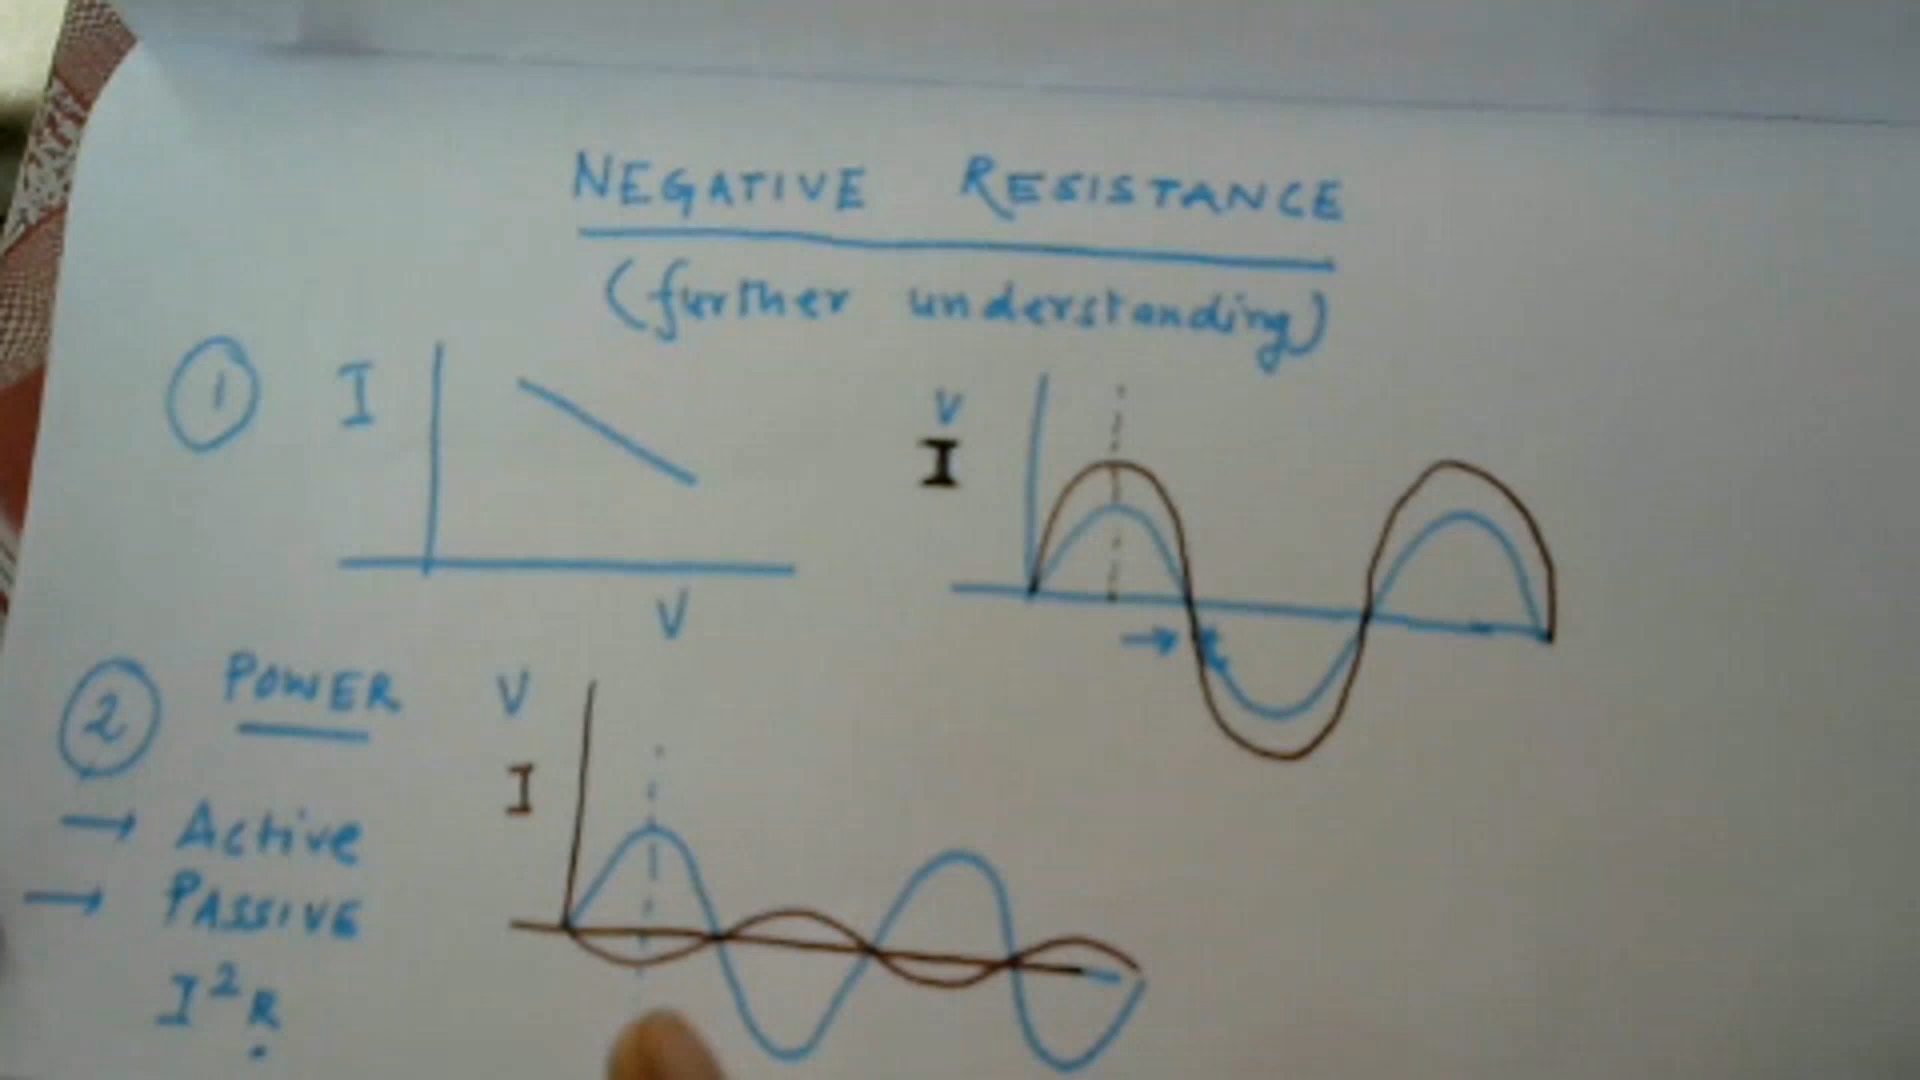 NEGATIVE RESISTANCE
(further understanding)
1
I
V
V
I
2
POWER
→ Active
→ PASSIVE
I²R
V
I